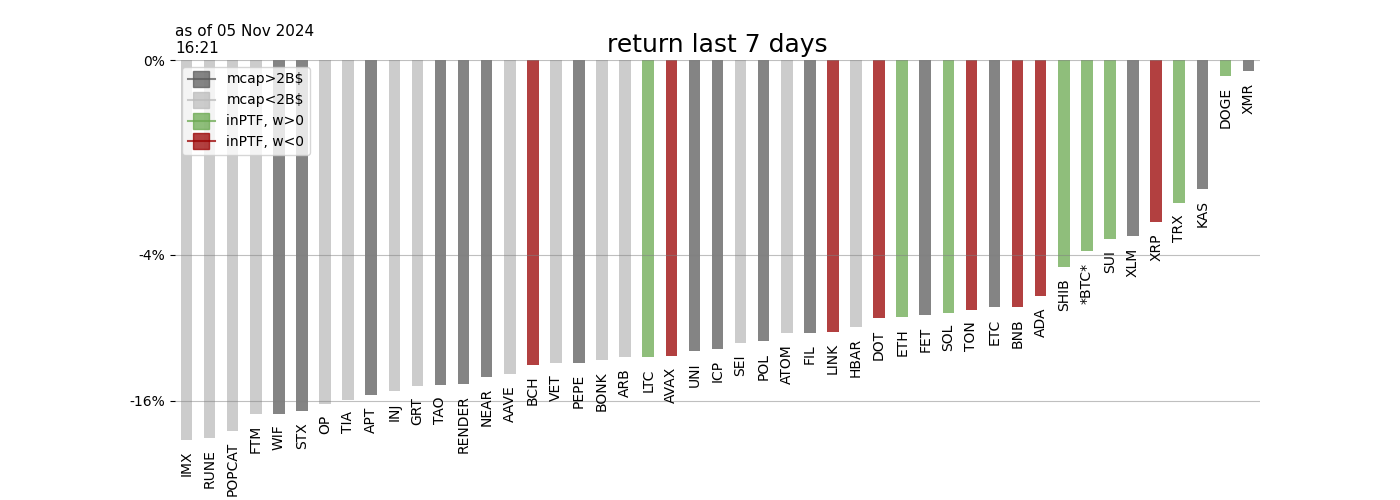 as of 05 Nov 2024
16:21
return last 7 days
0%
-4%
-16%
mcap>2B$
mcap<2B$
inPTF, w>0
inPTF, w<0
IMX
RUNE
POPCAT
FTM
WIF
STX
OP
TIA
APT
INJ
GRT
TAO
RENDER
NEAR
AAVE
BCH
VET
PEPE
BONK
ARB
LTC
AVAX
UNI
ICP
SEI
POL
ATOM
FIL
LINK
HBAR
DOT
ETH
FET
SOL
TON
ETC
BNB
ADA
SHIB
*BTC*
SUI
XLM
XRP
TRX
KAS
DOGE
XMR